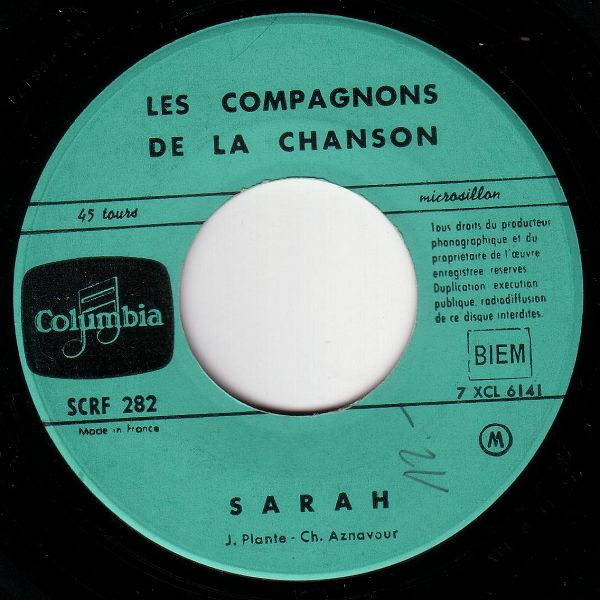 LES COMPAGNONS
DE LA CHANSON
45 tours
microsillon
Tous droits du producteur
phonographique et du
propriétaire de l'œuvre
enregistrée réservés
Duplication exécution
publique, radiodiffusion
de ce disque interdites.
Columbia
BIEM
SCRF 282
7 XCL 6141
Made in France
M
SARAH
J. Plante - Ch. Aznavour